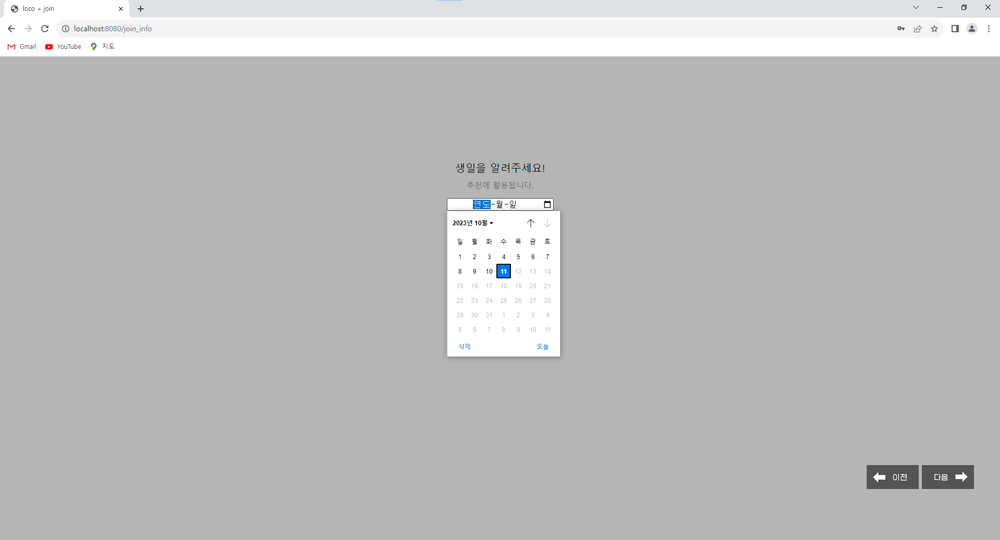 loco > join
localhost:8080/join_info
Gmail YouTube 지도
생일을 알려주세요!
추천에 활용됩니다.
연도-월-일
2023년 10월
일 월 화 수 목 금 토
1 2 3 4 5 6 7
8 9 10 11 12 13 14
15 16 17 18 19 20 21
22 23 24 25 26 27 28
29 30 31 1 2 3 4
5 6 7 8 9 10 11
삭제 오늘
이전 다음